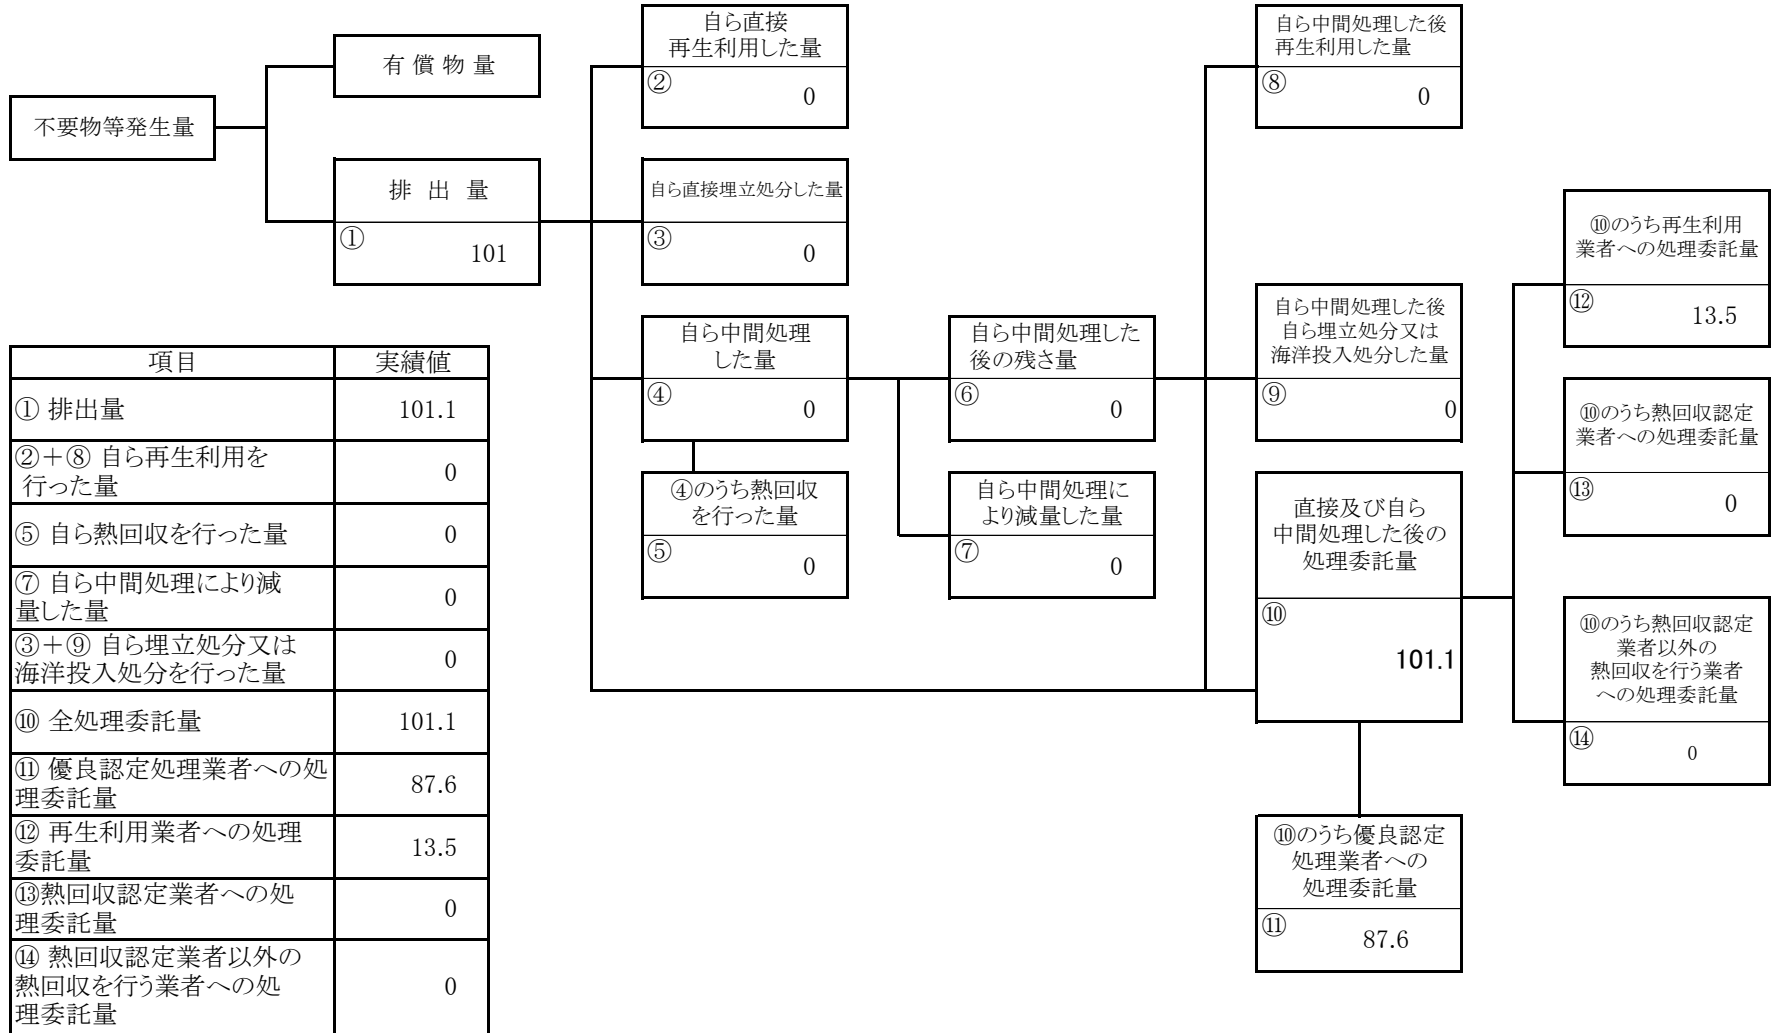 不要物等発生量
有 償 物 量
排 出 量
①
101
自ら直接
再生利用した量
②
0
自ら直接埋立処分した量
③
0
自ら中間処理
した量
④
0
④のうち熱回収
を行った量
⑤
0
自ら中間処理した
後の残さ量
⑥
0
自ら中間処理に
より減量した量
⑦
0
自ら中間処理した後
再生利用した量
⑧
0
自ら中間処理した後
自ら埋立処分又は
海洋投入処分した量
⑨
0
直接及び自ら
中間処理した後の
処理委託量
⑩
101.1
⑩のうち優良認定
処理業者への
処理委託量
⑪
87.6
⑩のうち再生利用
業者への処理委託量
⑫
13.5
⑩のうち熱回収認定
業者への処理委託量
⑬
0
⑩のうち熱回収認定
業者以外の
熱回収を行う業者
への処理委託量
⑭
0
項目 実績値
① 排出量 101.1
②＋⑧ 自ら再生利用を
行った量
0
⑤ 自ら熱回収を行った量 0
⑦ 自ら中間処理により減
量した量
0
③＋⑨ 自ら埋立処分又は
海洋投入処分を行った量
0
⑩ 全処理委託量 101.1
⑪ 優良認定処理業者への処
理委託量
87.6
⑫ 再生利用業者への処理
委託量
13.5
⑬熱回収認定業者への処
理委託量
0
⑭ 熱回収認定業者以外の
熱回収を行う業者への処
理委託量
0